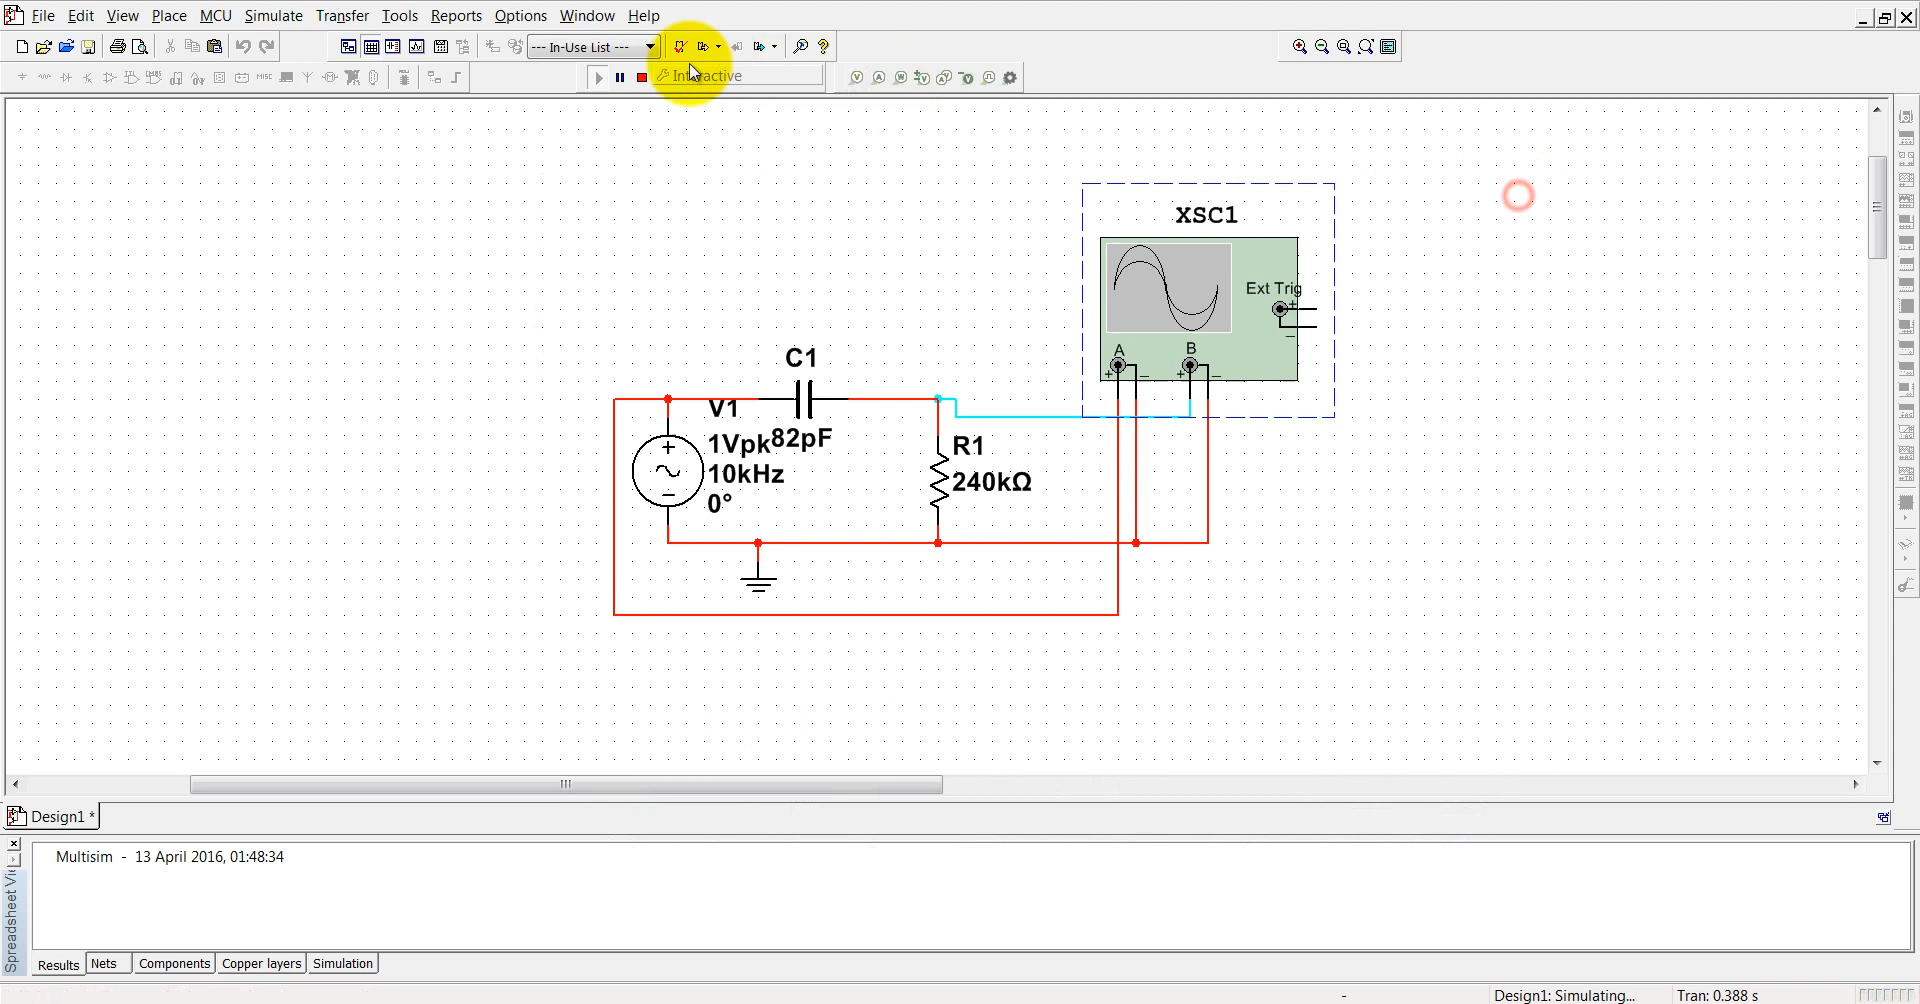 File Edit View Place MCU Simulate Transfer Tools Reports Options Window Help
--- In-Use List ---
MISC
Interactive
V A V V A V
XSC1
Ext Trig
+
−
A B
+ − + −
C1
V1
1Vpk 82pF
10kHz
0°
+
−
R1
240kΩ
Design1 *
Multisim - 13 April 2016, 01:48:34
Spreadsheet Vi
Results Nets Components Copper layers Simulation
- Design1: Simulating... Tran: 0.388 s